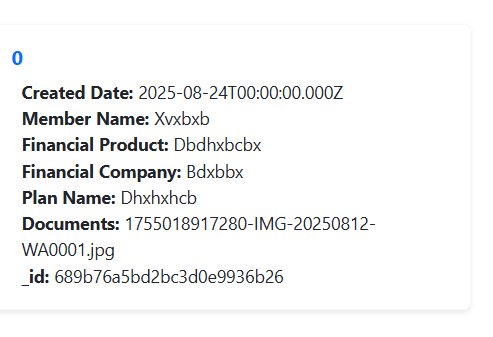 0
Created Date: 2025-08-24T00:00:00.000Z
Member Name: Xvxbxb
Financial Product: Dbdhxbcbx
Financial Company: Bdxbbx
Plan Name: Dhxhxhcb
Documents: 1755018917280-IMG-20250812-
WA0001.jpg
_id: 689b76a5bd2bc3d0e9936b26